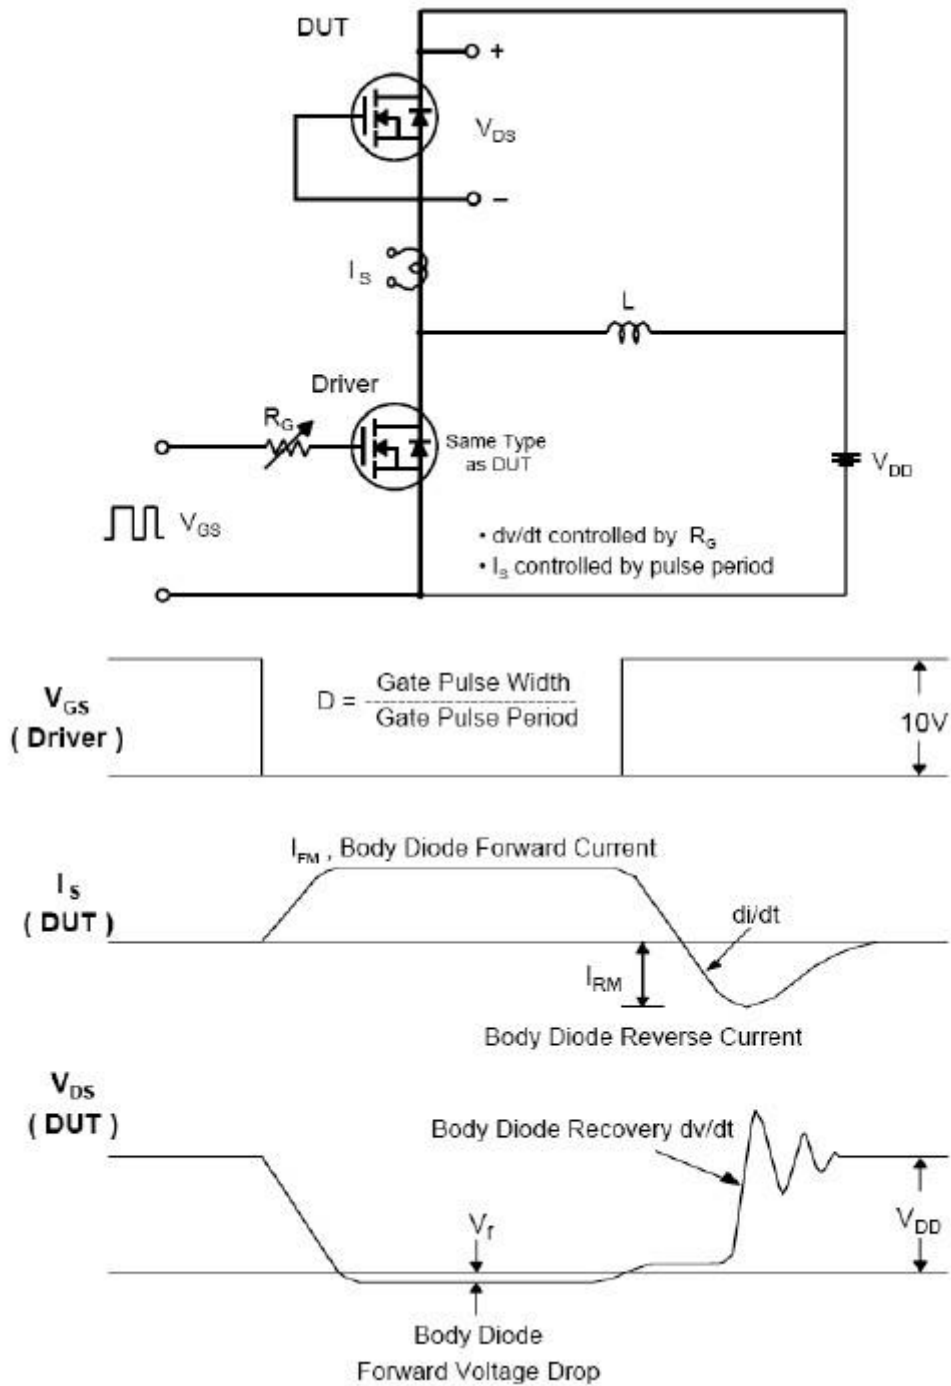 DUT
+
V_DS
–
I_S
L
Driver
R_G
Same Type
as DUT
V_DD
V_GS
• dv/dt controlled by R_G
• I_S controlled by pulse period
V_GS
( Driver )
D = Gate Pulse Width
Gate Pulse Period
10V
I_FM , Body Diode Forward Current
I_S
( DUT )
di/dt
I_RM
Body Diode Reverse Current
V_DS
( DUT )
Body Diode Recovery dv/dt
V_f
V_DD
Body Diode
Forward Voltage Drop